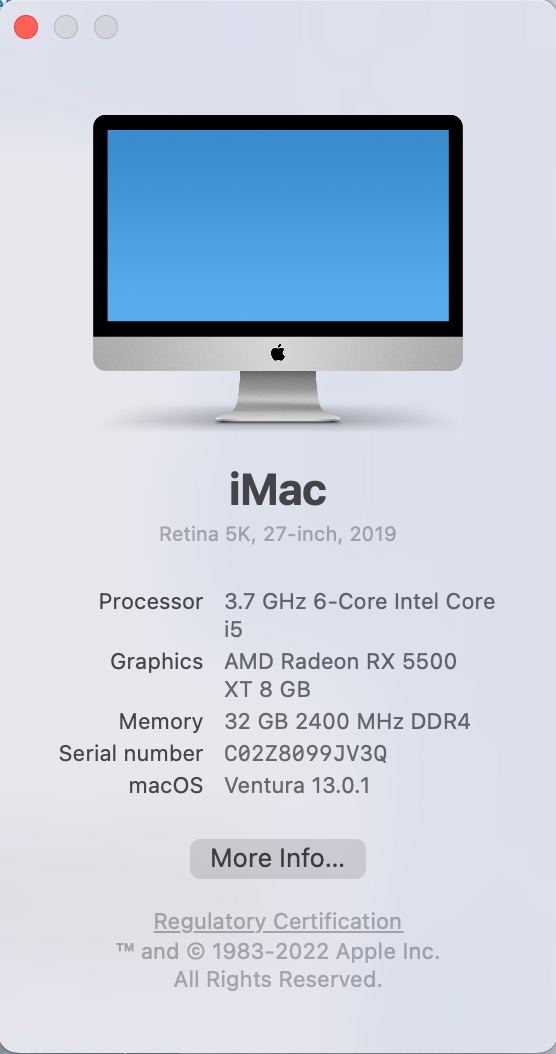 iMac
Retina 5K, 27-inch, 2019
Processor 3.7 GHz 6-Core Intel Core
i5
Graphics AMD Radeon RX 5500
XT 8 GB
Memory 32 GB 2400 MHz DDR4
Serial number C02Z8099JV3Q
macOS Ventura 13.0.1
More Info...
Regulatory Certification
™ and © 1983-2022 Apple Inc.
All Rights Reserved.